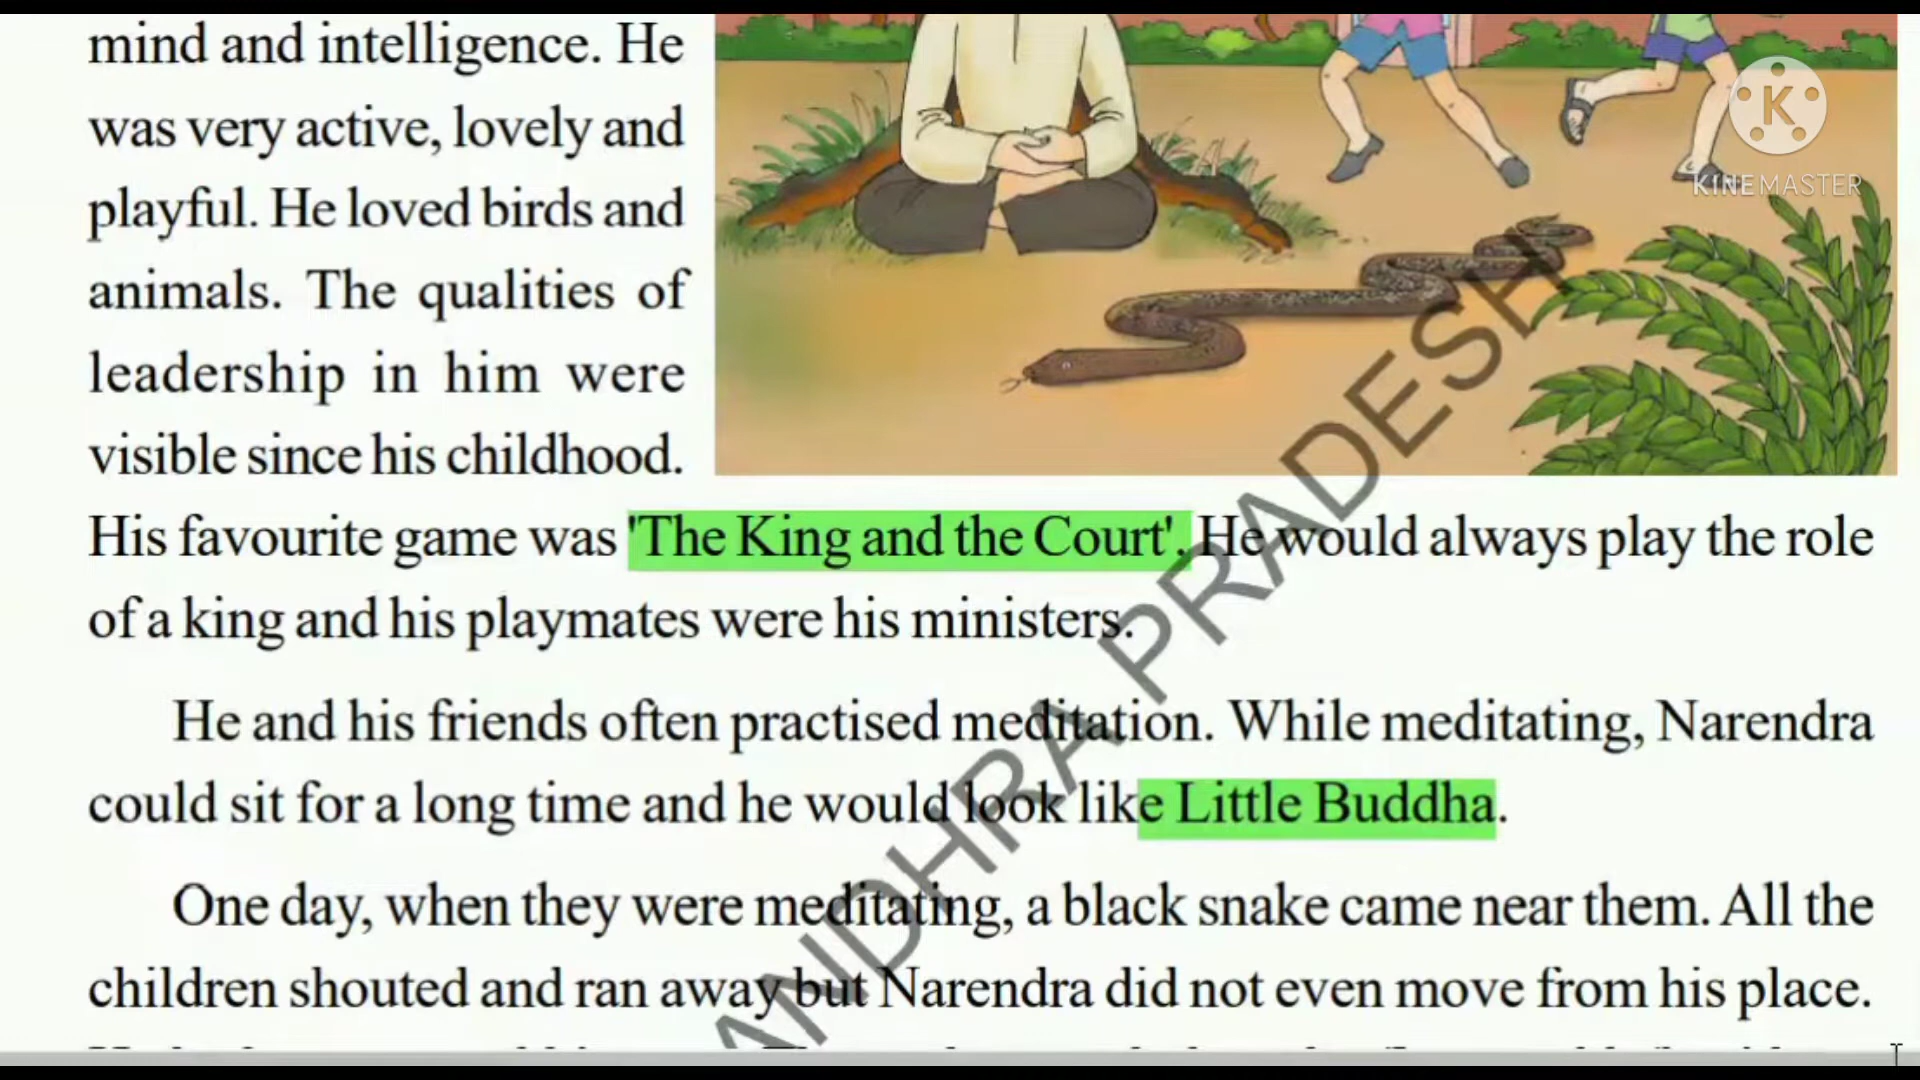 mind and intelligence. He
was very active, lovely and
playful. He loved birds and
animals. The qualities of
leadership in him were
visible since his childhood.
K
KINEMASTER
His favourite game was 'The King and the Court'. He would always play the role
of a king and his playmates were his ministers.
He and his friends often practised meditation. While meditating, Narendra
could sit for a long time and he would look like Little Buddha.
One day, when they were meditating, a black snake came near them. All the
children shouted and ran away but Narendra did not even move from his place.
ANDHRA PRADESH